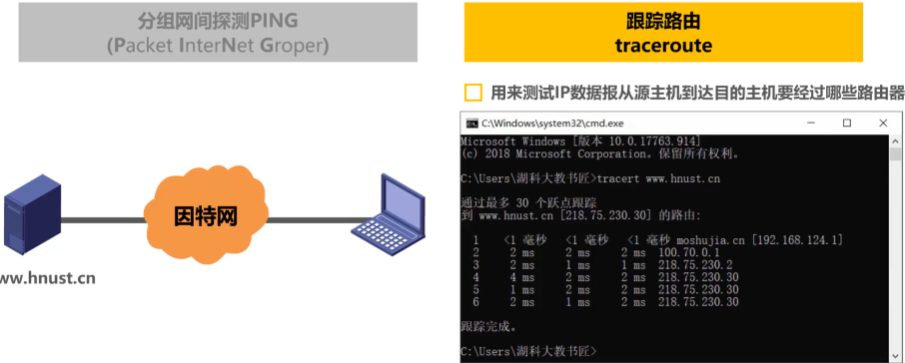 分组网间探测PING
(Packet InterNet Groper)
跟踪路由
traceroute
用来测试IP数据报从源主机到达目的主机要经过哪些路由器
因特网
ww.hnust.cn
C:\Windows\system32\cmd.exe
Microsoft Windows [版本 10.0.17763.914]
(c) 2018 Microsoft Corporation。保留所有权利。
C:\Users\湖科大教书匠>tracert www.hnust.cn
通过最多 30 个跃点跟踪
到 www.hnust.cn [218.75.230.30] 的路由:
1 <1 毫秒 <1 毫秒 <1 毫秒 moshujia.cn [192.168.124.1]
2 2 ms 2 ms 2 ms 100.70.0.1
3 2 ms 1 ms 1 ms 218.75.230.2
4 4 ms 2 ms 2 ms 218.75.230.30
5 1 ms 2 ms 2 ms 218.75.230.30
6 2 ms 1 ms 2 ms 218.75.230.30
跟踪完成。
C:\Users\湖科大教书匠>